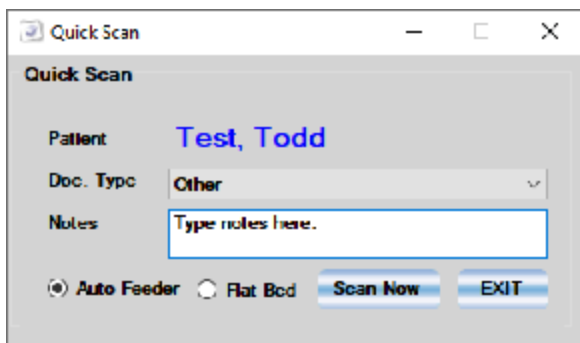 Quick Scan
Quick Scan
Patient Test, Todd
Doc. Type Other
Notes Type notes here.
Auto Feeder Flat Bed Scan Now EXIT